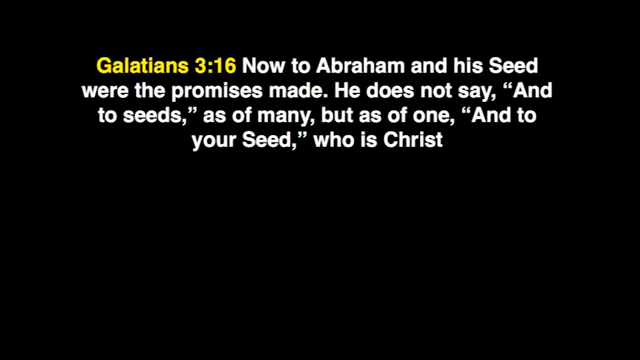 Galatians 3:16 Now to Abraham and his Seed
were the promises made. He does not say, “And
to seeds,” as of many, but as of one, “And to
your Seed,” who is Christ